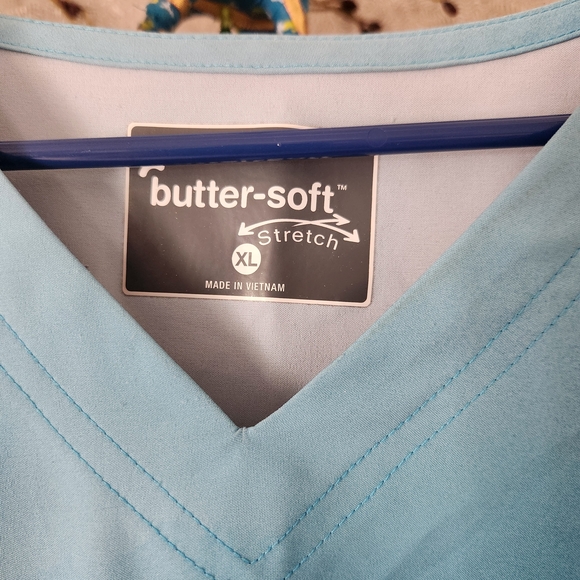 butter-soft™
Stretch
XL
MADE IN VIETNAM